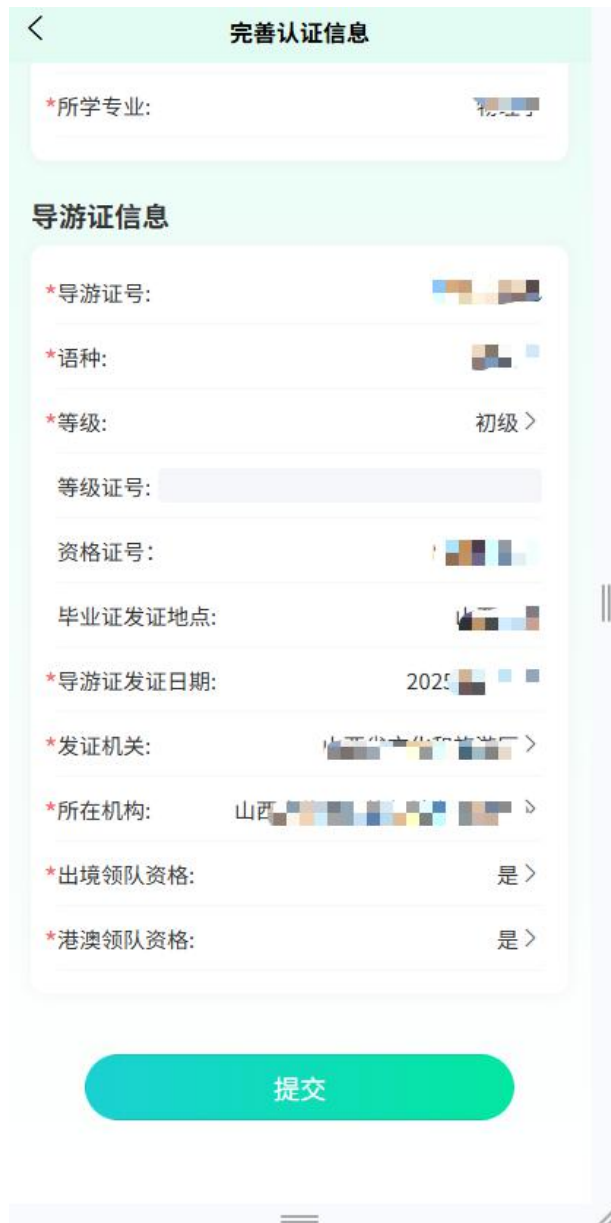 完善认证信息
*所学专业:
导游证信息
*导游证号:
*语种:
*等级: 初级
等级证号:
资格证号:
毕业证发证地点:
*导游证发证日期: 2025
*发证机关:
*所在机构: 山西
*出境领队资格: 是
*港澳领队资格: 是
提交